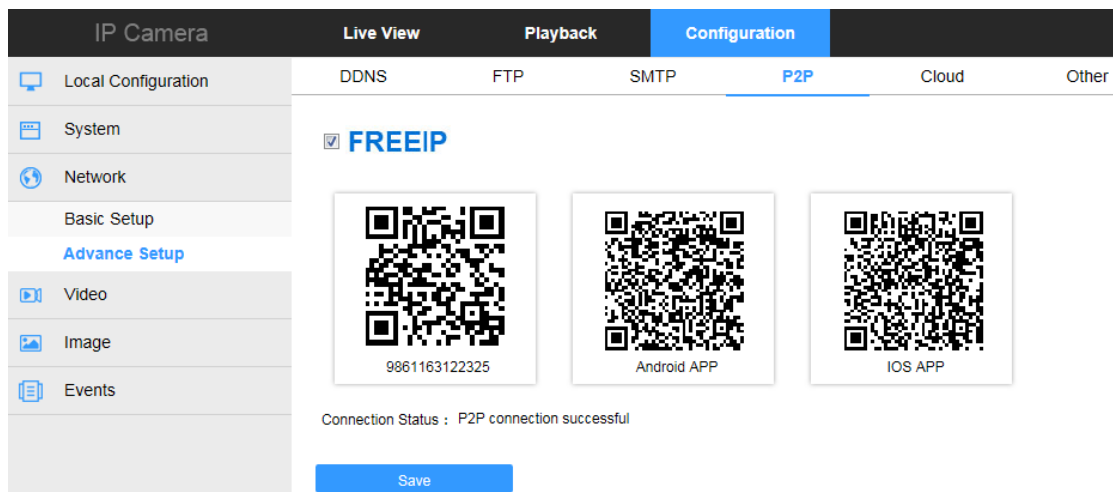 IP Camera
Live View Playback Configuration
Local Configuration
System
Network
Basic Setup
Advance Setup
Video
Image
Events
DDNS FTP SMTP P2P Cloud Other
FREEIP
9861163122325 Android APP IOS APP
Connection Status : P2P connection successful
Save